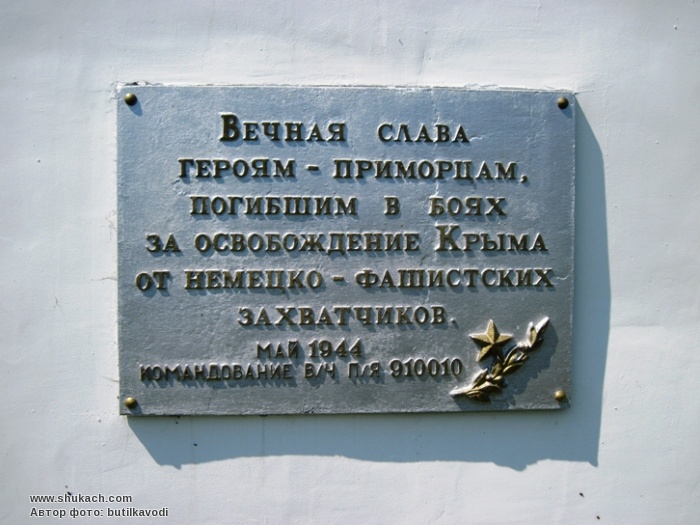 Вечная слава
героям - приморцам,
погибшим в боях
за освобождение Крыма
от немецко - фашистских
захватчиков.
май 1944
командование в/ч п/я 910010
www.shukach.com
Автор фото: butilkavodi